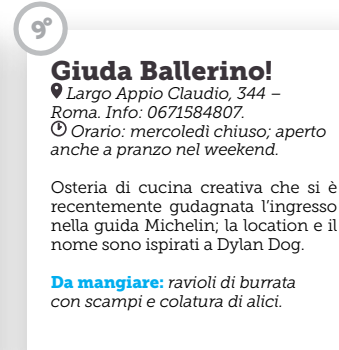 9º
Giuda Ballerino!
Largo Appio Claudio, 344 –
Roma. Info: 0671584807.
Orario: mercoledì chiuso; aperto
anche a pranzo nel weekend.
Osteria di cucina creativa che si è
recentemente gudagnata l'ingresso
nella guida Michelin; la location e il
nome sono ispirati a Dylan Dog.
Da mangiare: ravioli di burrata
con scampi e colatura di alici.